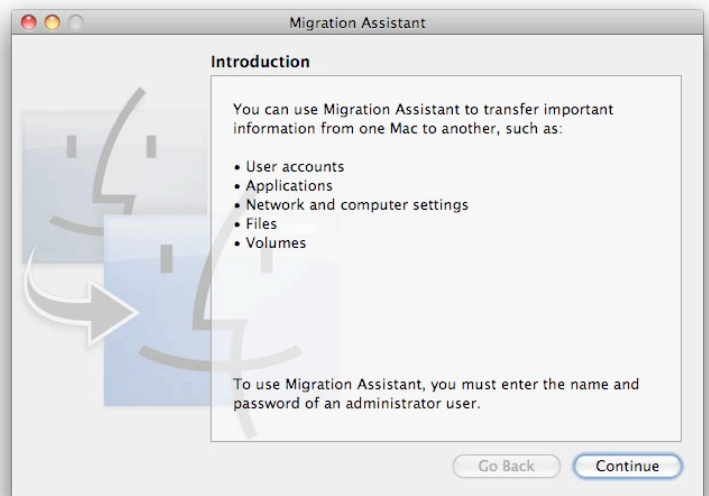 Migration Assistant
Introduction
You can use Migration Assistant to transfer important
information from one Mac to another, such as:
• User accounts
• Applications
• Network and computer settings
• Files
• Volumes
To use Migration Assistant, you must enter the name and
password of an administrator user.
Go Back
Continue